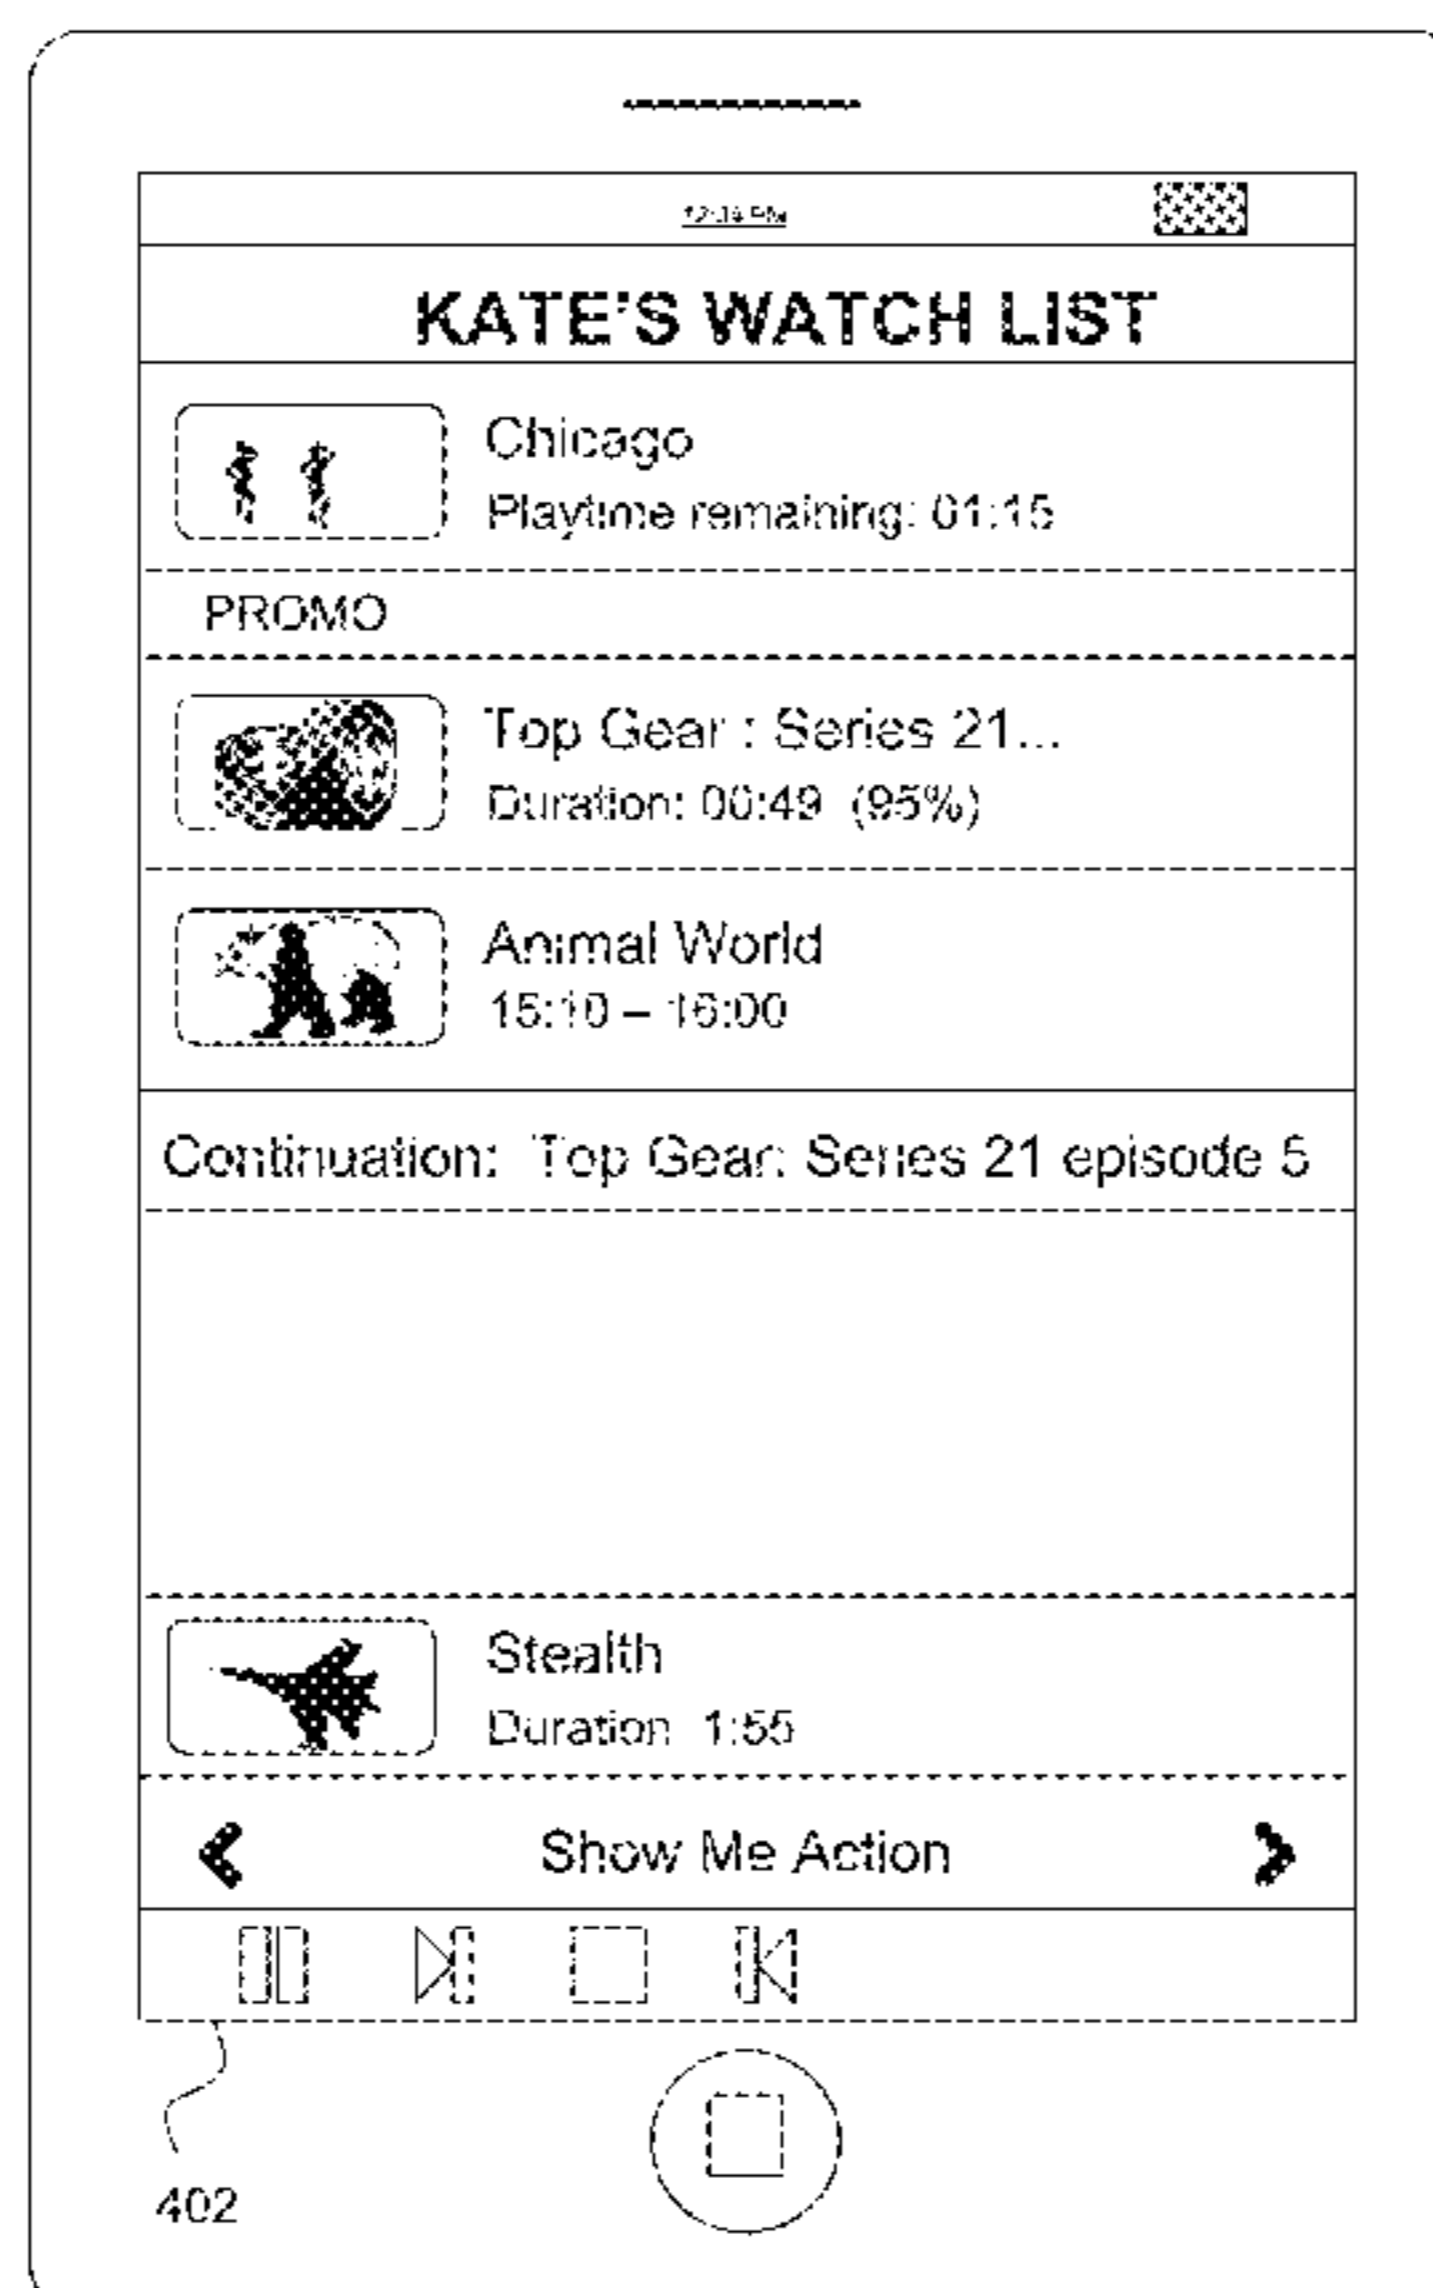 KATE'S WATCH LIST
Chicago
Playtime remaining: 01:15
PROMO
Top Gear : Series 21...
Duration: 00:49 (95%)
Animal World
15:10 – 16:00
Continuation: Top Gear: Series 21 episode 5
Stealth
Duration 1:55
Show Me Action
402